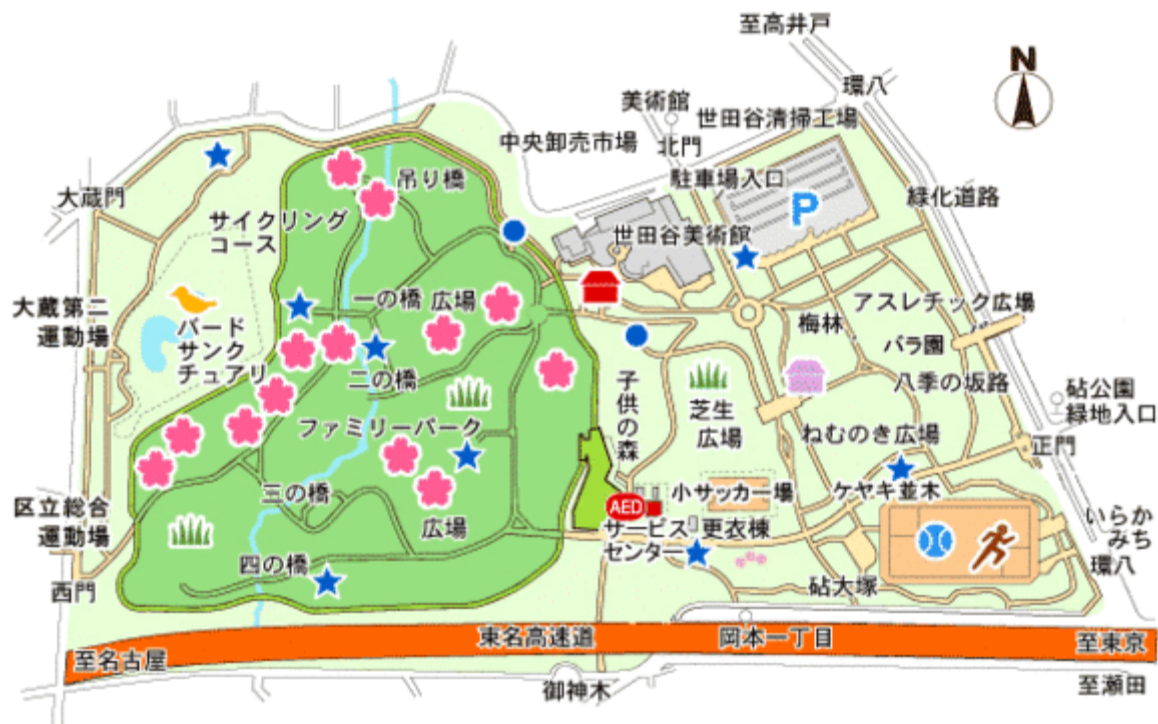 至高井戸
N
環八
美術館
世田谷清掃工場
中央卸売市場
北門
駐車場入口
吊り橋
大蔵門
緑化道路
P
サイクリング
コース
世田谷美術館
一の橋
広場
アスレチック広場
大蔵第二
運動場
梅林
バード
サンク
チュアリ
バラ園
二の橋
子供の森
八季の坂路
砧公園
緑地入口
芝生
広場
ファミリーパーク
ねむのき広場
正門
三の橋
小サッカー場
ケヤキ並木
区立総合
運動場
AED
広場
サービス
センター
更衣棟
いらか
みち
四の橋
環八
西門
砧大塚
東名高速道
岡本一丁目
至東京
至名古屋
御神木
至瀬田